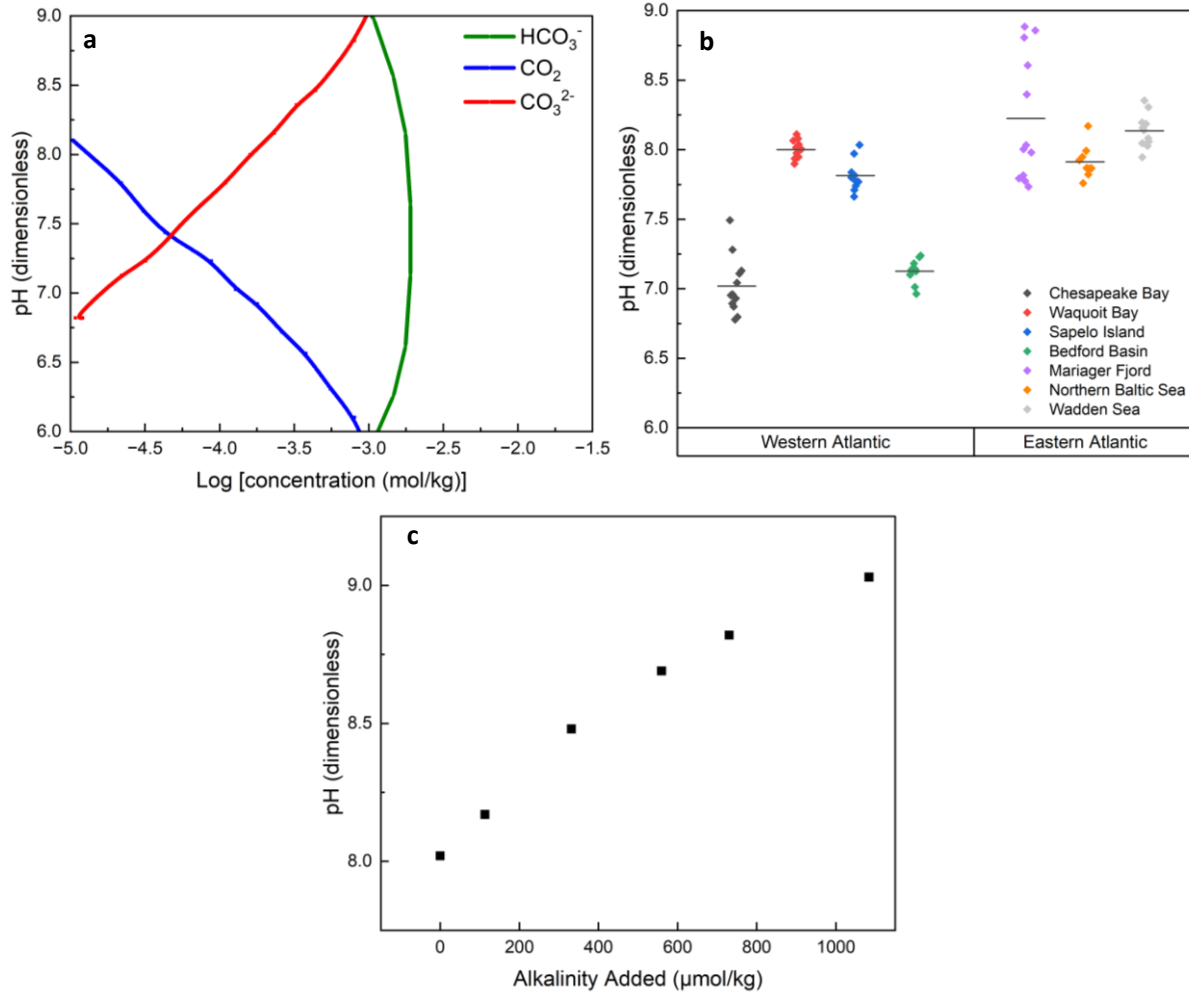 a
HCO₃⁻
CO₂
CO₃²⁻
pH (dimensionless)
9.0
8.5
8.0
7.5
7.0
6.5
6.0
−5.0 −4.5 −4.0 −3.5 −3.0 −2.5 −2.0 −1.5
Log [concentration (mol/kg)]
b
pH (dimensionless)
9.0
8.5
8.0
7.5
7.0
6.5
6.0
Chesapeake Bay
Waquoit Bay
Sapelo Island
Bedford Basin
Mariager Fjord
Northern Baltic Sea
Wadden Sea
Western Atlantic Eastern Atlantic
c
pH (dimensionless)
9.0
8.5
8.0
0 200 400 600 800 1000
Alkalinity Added (μmol/kg)